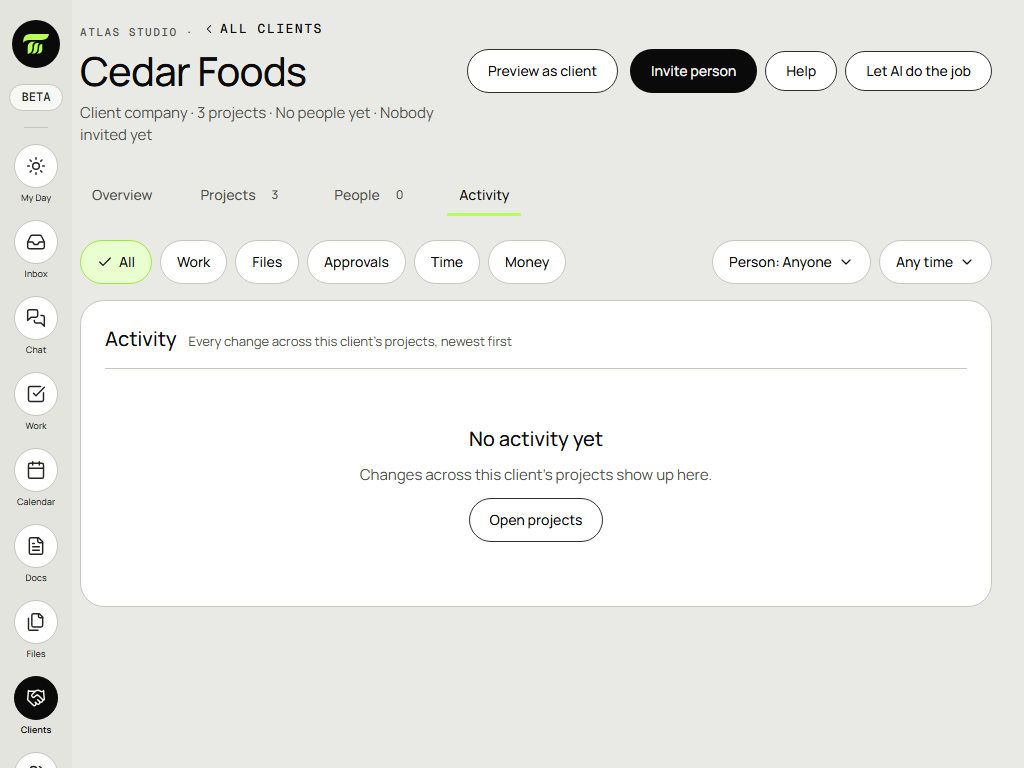 ATLAS STUDIO · ALL CLIENTS
Cedar Foods
Client company · 3 projects · No people yet · Nobody
invited yet
Preview as client
Invite person
Help
Let AI do the job
BETA
My Day
Inbox
Chat
Work
Calendar
Docs
Files
Clients
Overview
Projects 3
People 0
Activity
All
Work
Files
Approvals
Time
Money
Person: Anyone
Any time
Activity Every change across this client's projects, newest first
No activity yet
Changes across this client's projects show up here.
Open projects